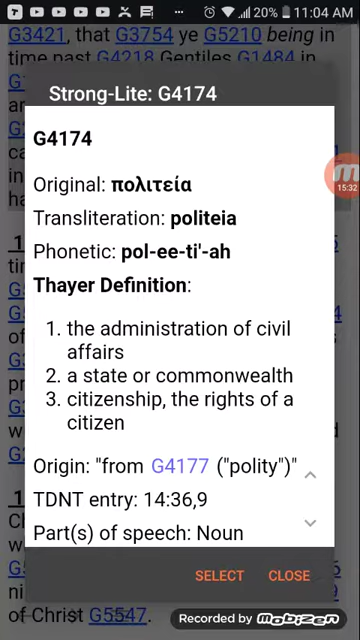 20% 11:04 AM
G3421, that G3754 ye G5210 being in
time past G4218 Gentiles G1484 in
Strong-Lite: G4174
G4174
Original: πολιτεία
Transliteration: politeia
Phonetic: pol-ee-ti'-ah
Thayer Definition:
1. the administration of civil
affairs
2. a state or commonwealth
3. citizenship, the rights of a
citizen
Origin: "from G4177 ("polity")"
TDNT entry: 14:36,9
Part(s) of speech: Noun
SELECT CLOSE
15:32
of Christ G5547.
Recorded by mobizen